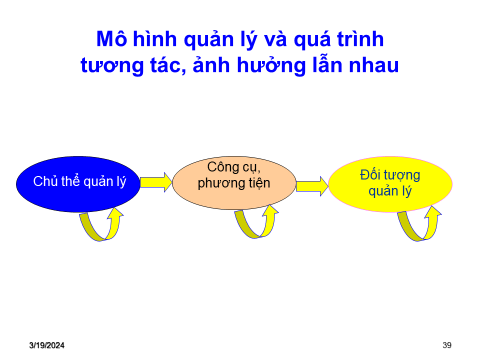 Mô hình quản lý và quá trình
tương tác, ảnh hưởng lẫn nhau
Chủ thể quản lý
Công cụ,
phương tiện
Đối tượng
quản lý
3/19/2024
39